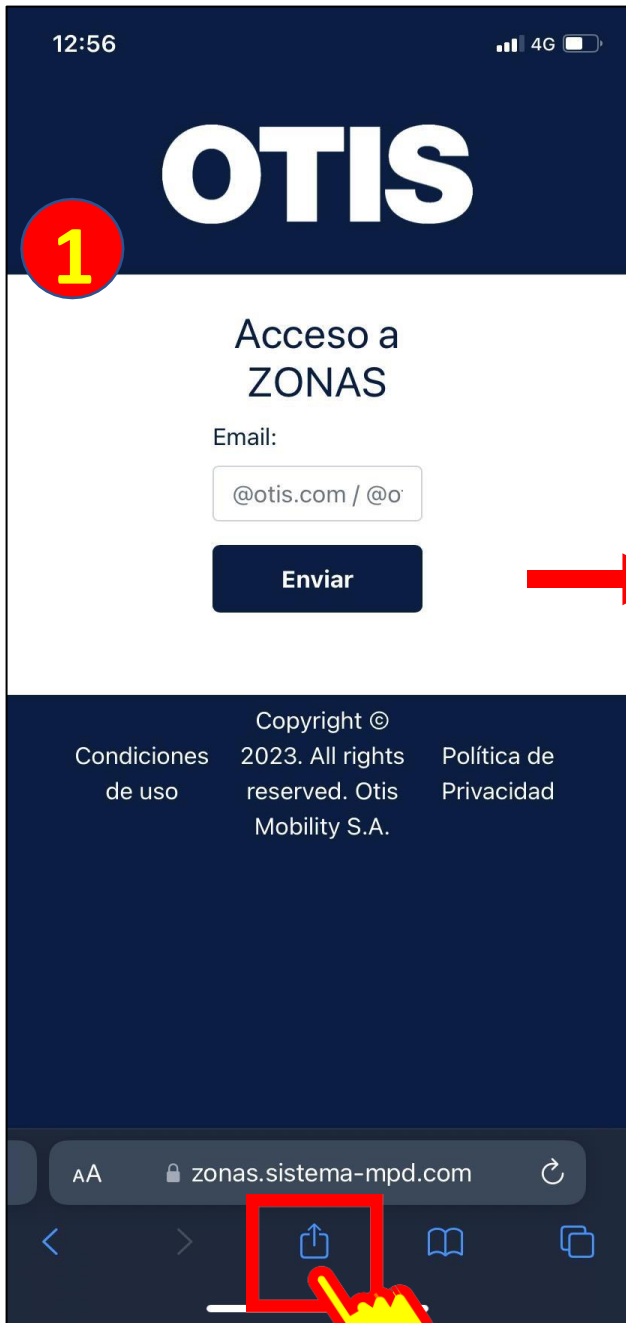 12:56 4G
OTIS
1
Acceso a
ZONAS
Email:
@otis.com / @o
Enviar
Condiciones
de uso
Copyright ©
2023. All rights
reserved. Otis
Mobility S.A.
Política de
Privacidad
AA zonas.sistema-mpd.com